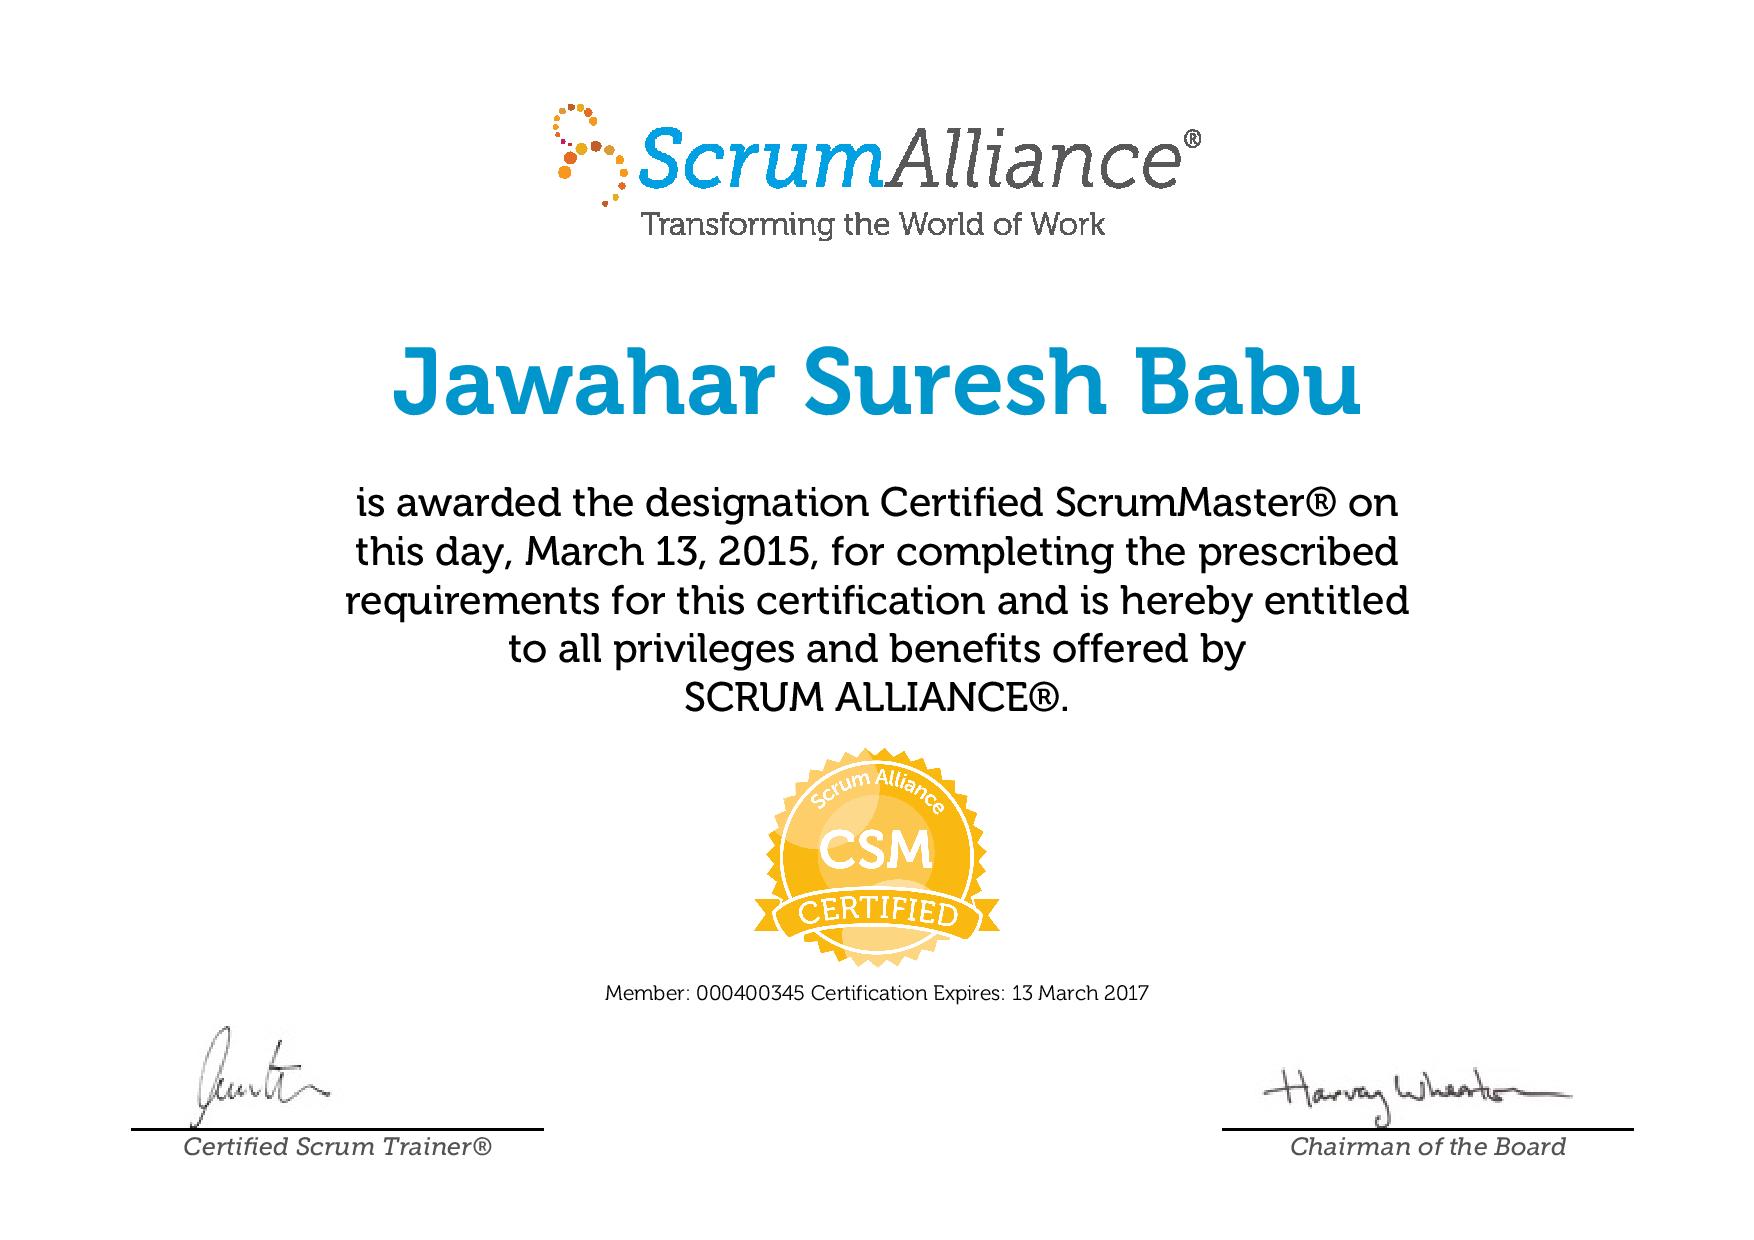 ScrumAlliance®
Transforming the World of Work
Jawahar Suresh Babu
is awarded the designation Certified ScrumMaster® on
this day, March 13, 2015, for completing the prescribed
requirements for this certification and is hereby entitled
to all privileges and benefits offered by
SCRUM ALLIANCE®.
Scrum Alliance
CSM
CERTIFIED
Member: 000400345 Certification Expires: 13 March 2017
Harvey Wheaton
Certified Scrum Trainer®
Chairman of the Board